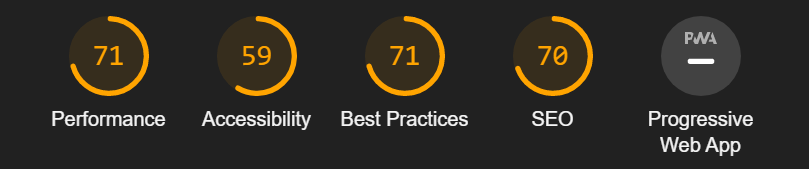 71 59 71 70 PWA
Performance Accessibility Best Practices SEO Progressive
Web App